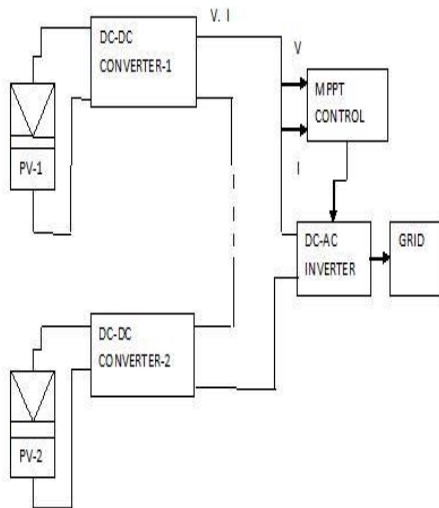 V. I
DC-DC
CONVERTER-1
V
MPPT
CONTROL
PV-1
I
DC-AC
INVERTER
GRID
DC-DC
CONVERTER-2
PV-2